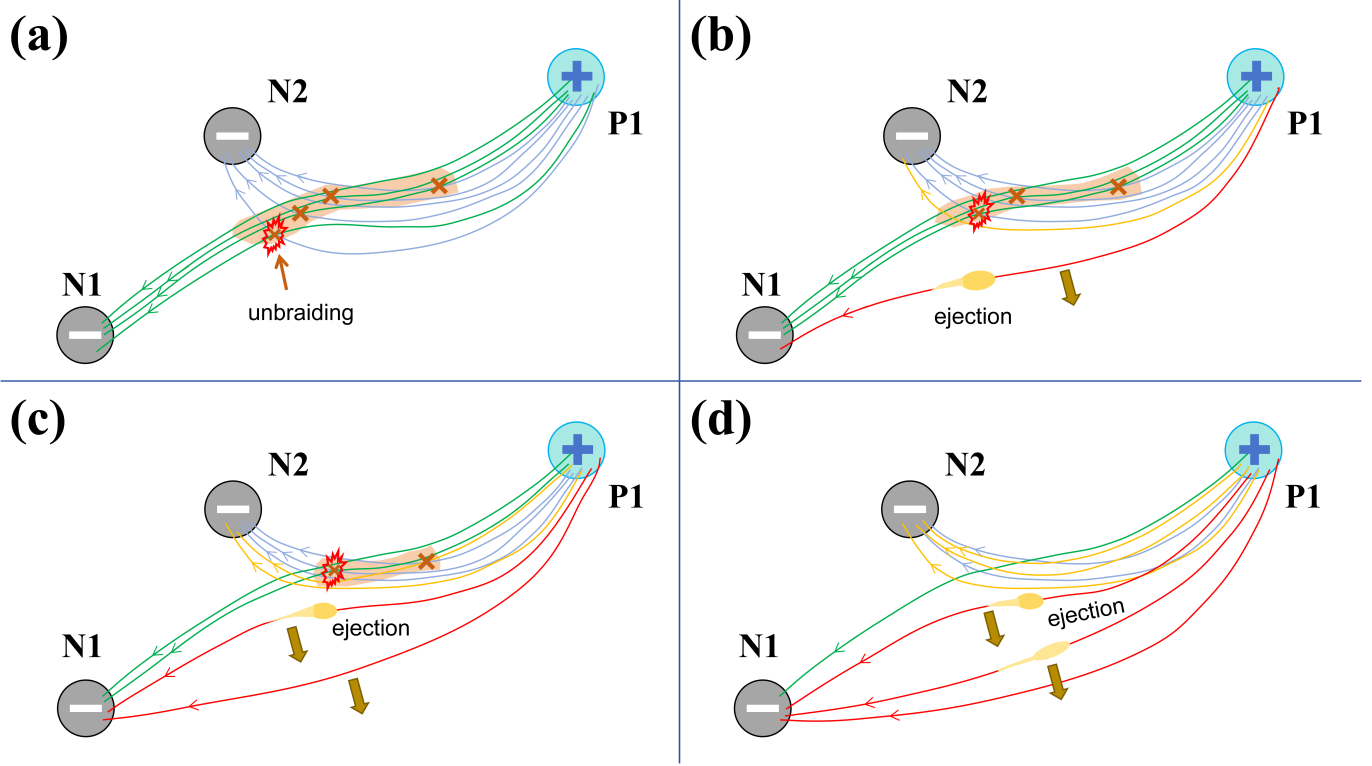 (a)
N2
P1
N1
unbraiding
(b)
N2
P1
N1
ejection
(c)
N2
P1
ejection
N1
(d)
N2
P1
ejection
N1